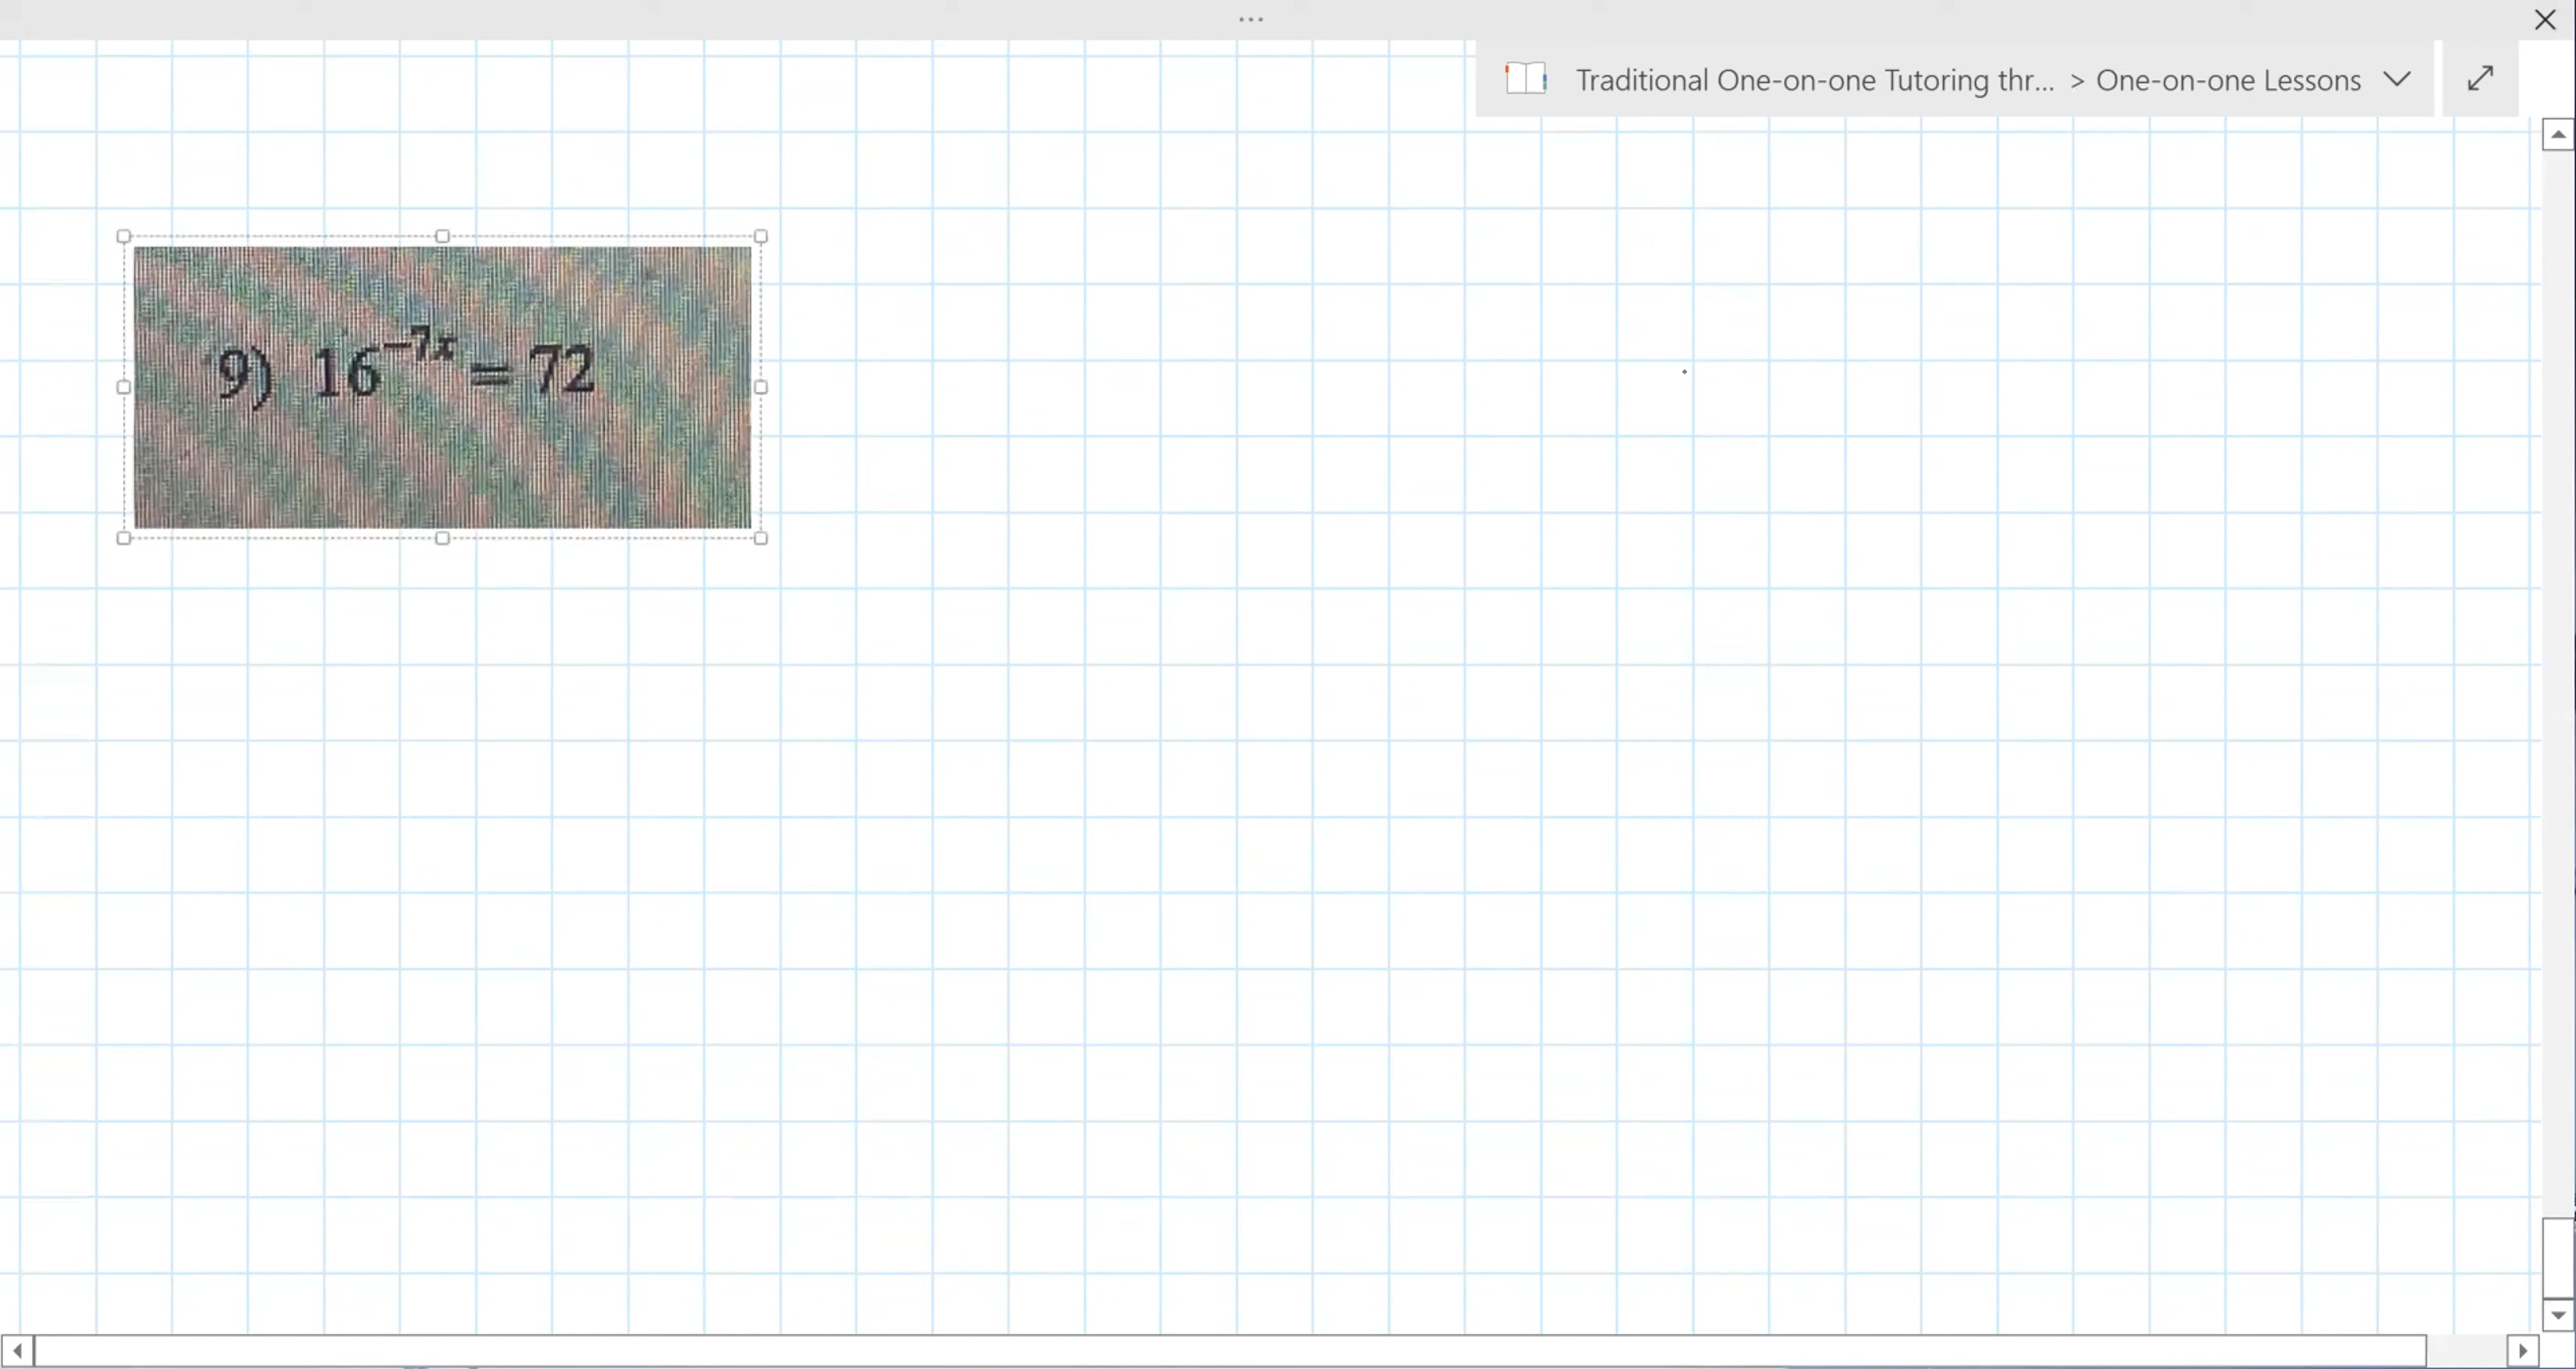 Traditional One-on-one Tutoring thr... > One-on-one Lessons
9) 16^{-7x} = 72